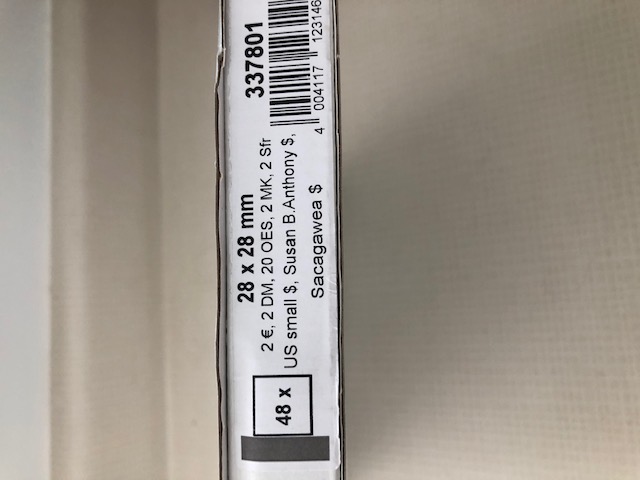 48 x
28 x 28 mm
2 €, 2 DM, 20 OES, 2 MK, 2 Sfr
US small $, Susan B.Anthony $,
Sacagawea $
337801
4 004117 123146